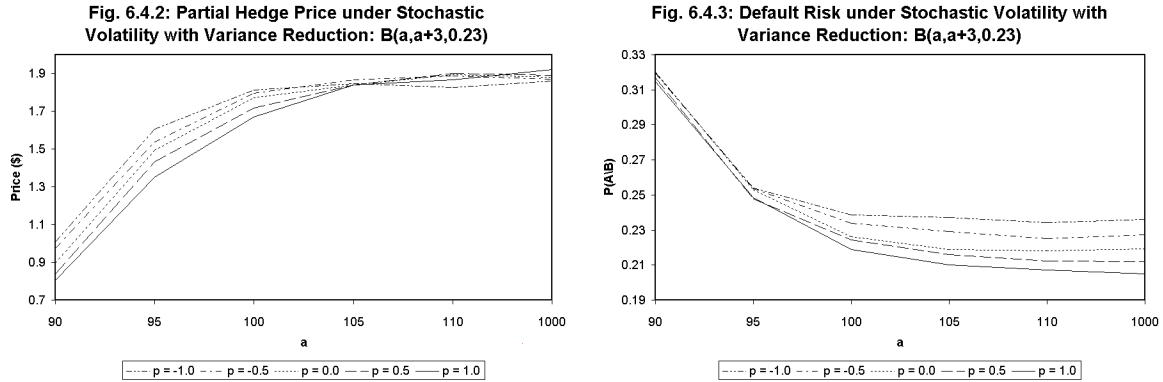 Fig. 6.4.2: Partial Hedge Price under Stochastic
Volatility with Variance Reduction: B(a,a+3,0.23)
Price ($)
1.9
1.7
1.5
1.3
1.1
0.9
0.7
90 95 100 105 110 1000
a
p = -1.0 p = -0.5 p = 0.0 p = 0.5 p = 1.0
Fig. 6.4.3: Default Risk under Stochastic Volatility with
Variance Reduction: B(a,a+3,0.23)
P(A\B)
0.33
0.31
0.29
0.27
0.25
0.23
0.21
0.19
90 95 100 105 110 1000
a
p = -1.0 p = -0.5 p = 0.0 p = 0.5 p = 1.0